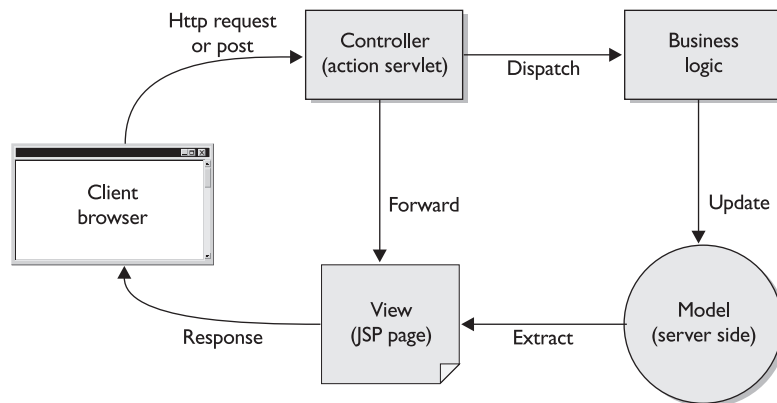 Http request
or post
Controller
(action servlet)
Dispatch
Business
logic
Client
browser
Forward
Update
View
(JSP page)
Response
Extract
Model
(server side)